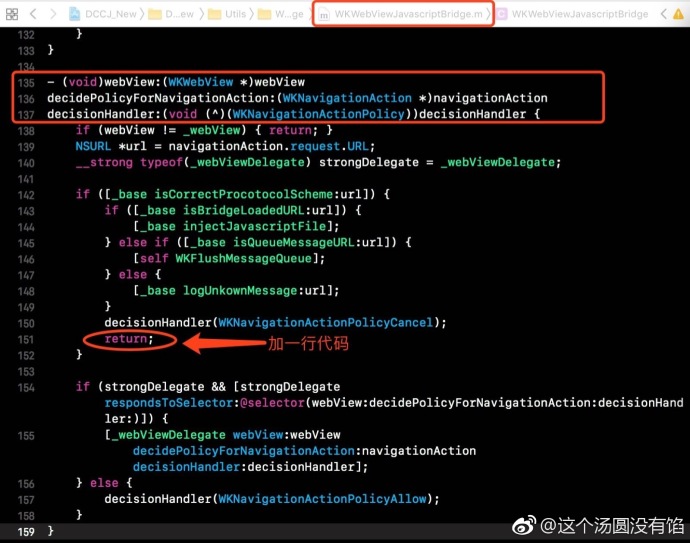 DCCJ_New D...ew Utils W...ge WKWebViewJavascriptBridge.m WKWebViewJavascriptBridge
132 }
133 }
134
135 - (void)webView:(WKWebView *)webView
136 decidePolicyForNavigationAction:(WKNavigationAction *)navigationAction
137 decisionHandler:(void (^)(WKNavigationActionPolicy))decisionHandler {
138 if (webView != _webView) { return; }
139 NSURL *url = navigationAction.request.URL;
140 __strong typeof(_webViewDelegate) strongDelegate = _webViewDelegate;
141
142 if ([_base isCorrectProcotocolScheme:url]) {
143 if ([_base isBridgeLoadedURL:url]) {
144 [_base injectJavascriptFile];
145 } else if ([_base isQueueMessageURL:url]) {
146 [self WKFlushMessageQueue];
147 } else {
148 [_base logUnkownMessage:url];
149 }
150 decisionHandler(WKNavigationActionPolicyCancel);
151 return; 加一行代码
152 }
153
154 if (strongDelegate && [strongDelegate
respondsToSelector:@selector(webView:decidePolicyForNavigationAction:decisionHand
ler:)]) {
155 [_webViewDelegate webView:webView
decidePolicyForNavigationAction:navigationAction
decisionHandler:decisionHandler];
156 } else {
157 decisionHandler(WKNavigationActionPolicyAllow);
158 }
159 }
@这个汤圆没有馅